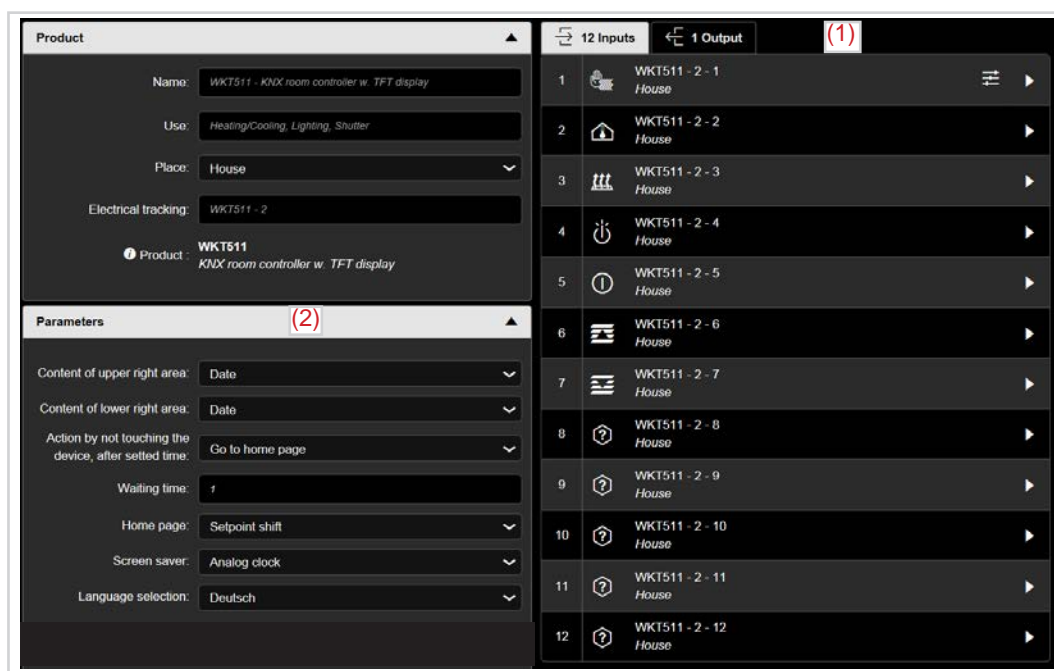 Product
Name: WKT511 - KNX room controller w. TFT display
Use: Heating/Cooling, Lighting, Shutter
Place: House
Electrical tracking: WKT511 - 2
Product : WKT511
KNX room controller w. TFT display
Parameters (2)
Content of upper right area: Date
Content of lower right area: Date
Action by not touching the
device, after setted time: Go to home page
Waiting time: 1
Home page: Setpoint shift
Screen saver: Analog clock
Language selection: Deutsch
12 Inputs 1 Output (1)
1 WKT511 - 2 - 1
House
2 WKT511 - 2 - 2
House
3 WKT511 - 2 - 3
House
4 WKT511 - 2 - 4
House
5 WKT511 - 2 - 5
House
6 WKT511 - 2 - 6
House
7 WKT511 - 2 - 7
House
8 WKT511 - 2 - 8
House
9 WKT511 - 2 - 9
House
10 WKT511 - 2 - 10
House
11 WKT511 - 2 - 11
House
12 WKT511 - 2 - 12
House